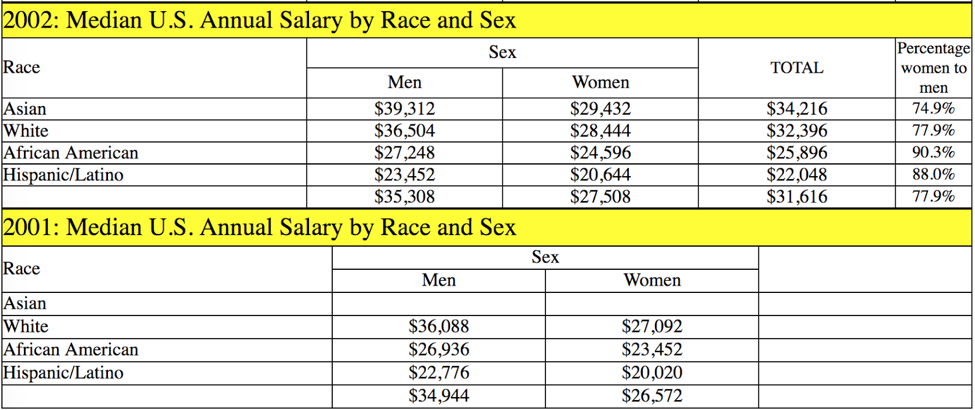 2002: Median U.S. Annual Salary by Race and Sex
Race Sex TOTAL Percentage women to men
Men Women
Asian $39,312 $29,432 $34,216 74.9%
White $36,504 $28,444 $32,396 77.9%
African American $27,248 $24,596 $25,896 90.3%
Hispanic/Latino $23,452 $20,644 $22,048 88.0%
$35,308 $27,508 $31,616 77.9%
2001: Median U.S. Annual Salary by Race and Sex
Race Sex
Men Women
Asian
White $36,088 $27,092
African American $26,936 $23,452
Hispanic/Latino $22,776 $20,020
$34,944 $26,572